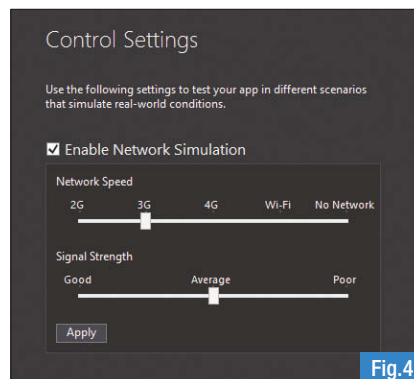 Control Settings
Use the following settings to test your app in different scenarios
that simulate real-world conditions.
Enable Network Simulation
Network Speed
2G 3G 4G Wi-Fi No Network
Signal Strength
Good Average Poor
Apply
Fig.4